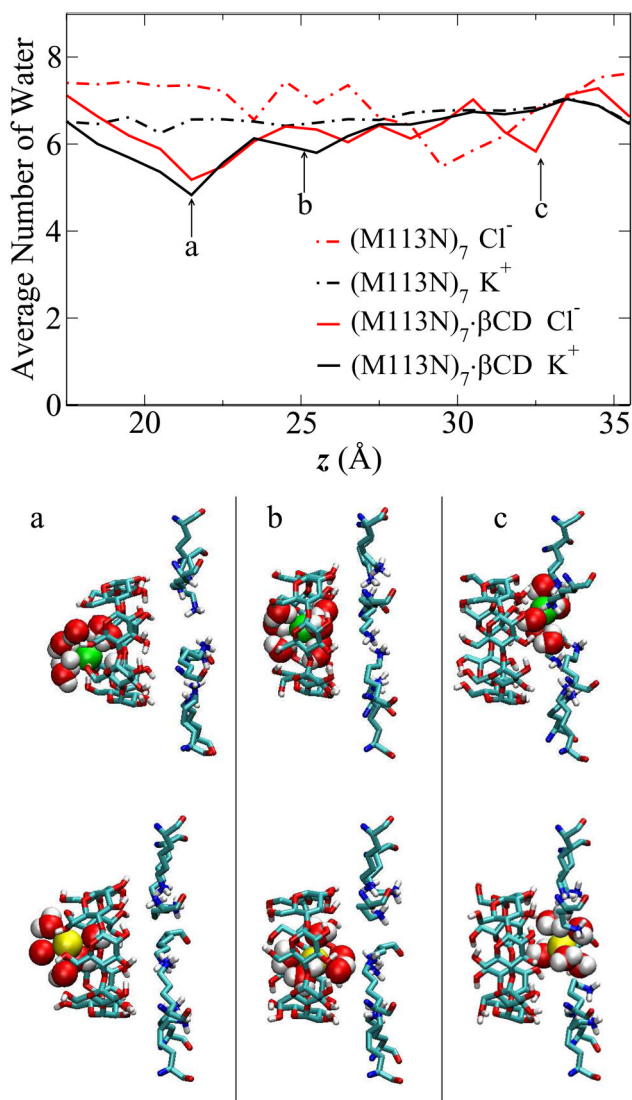 8
6
4
2
0
Average Number of Water
a
b
c
(M113N)₇ Cl⁻
(M113N)₇ K⁺
(M113N)₇·βCD Cl⁻
(M113N)₇·βCD K⁺
20 25 30 35
z (Å)
a b c